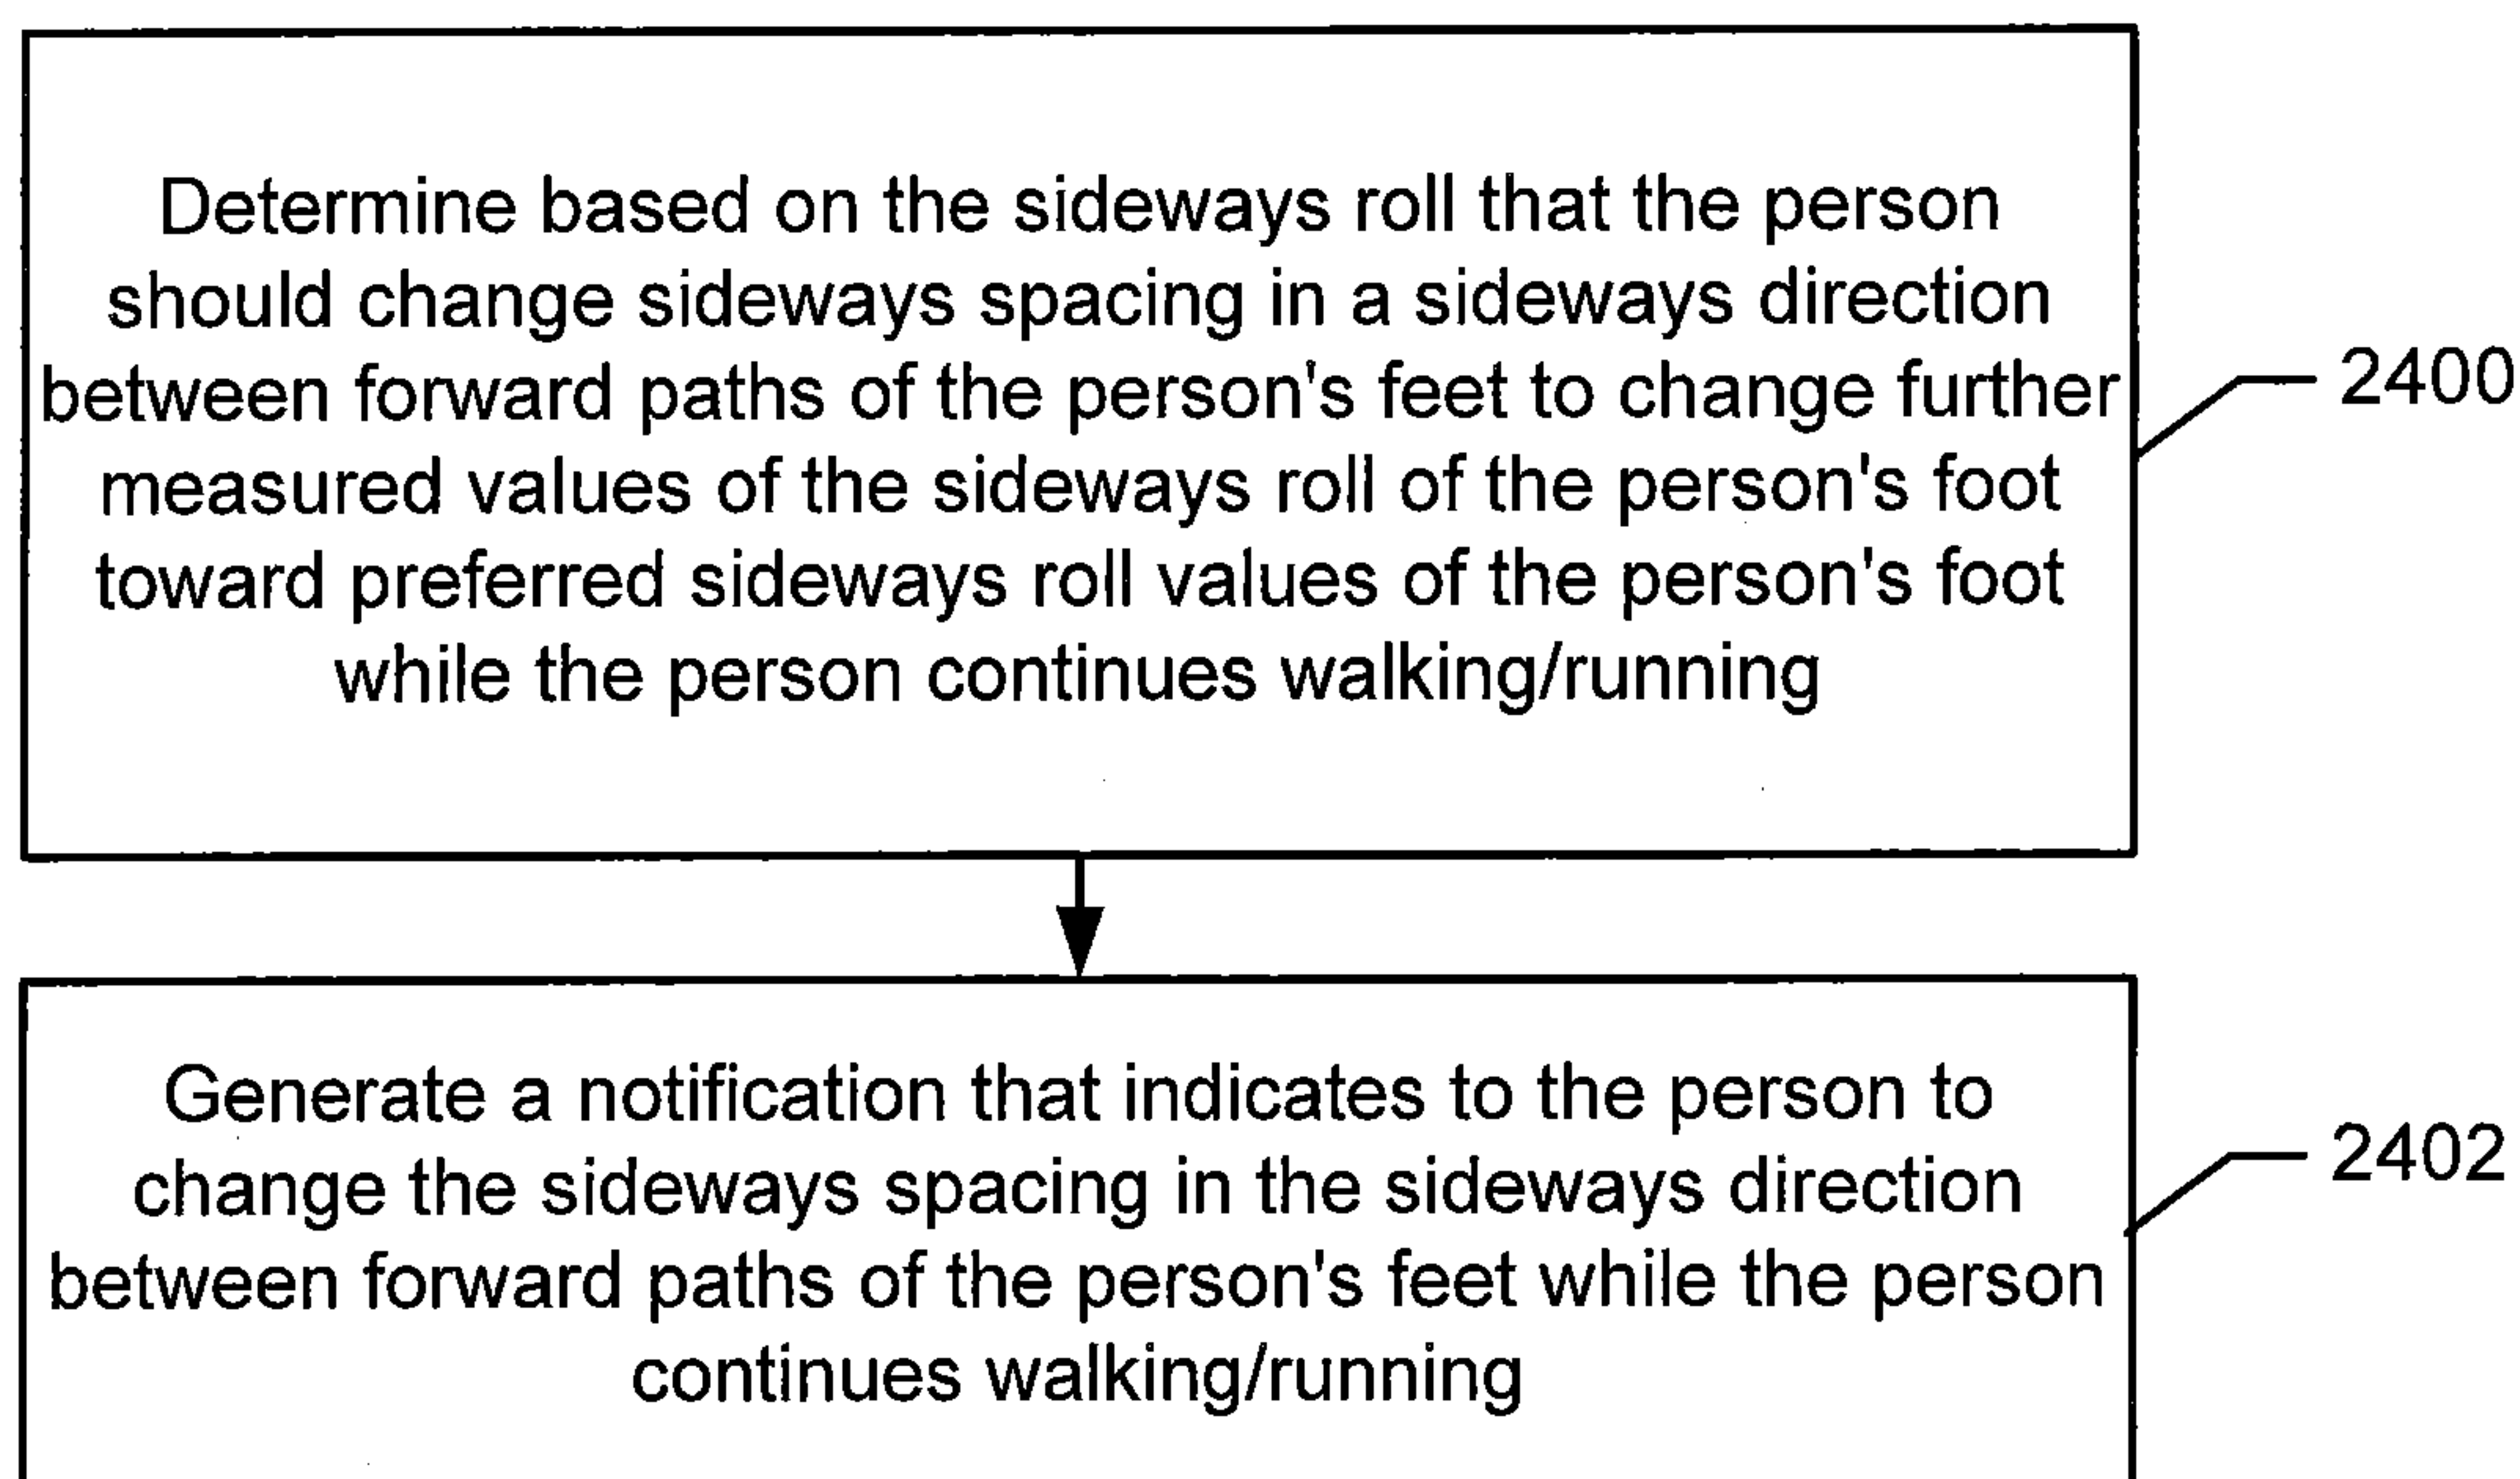 Determine based on the sideways roll that the person
should change sideways spacing in a sideways direction
between forward paths of the person's feet to change further
measured values of the sideways roll of the person's foot
toward preferred sideways roll values of the person's foot
while the person continues walking/running
2400
Generate a notification that indicates to the person to
change the sideways spacing in the sideways direction
between forward paths of the person's feet while the person
continues walking/running
2402